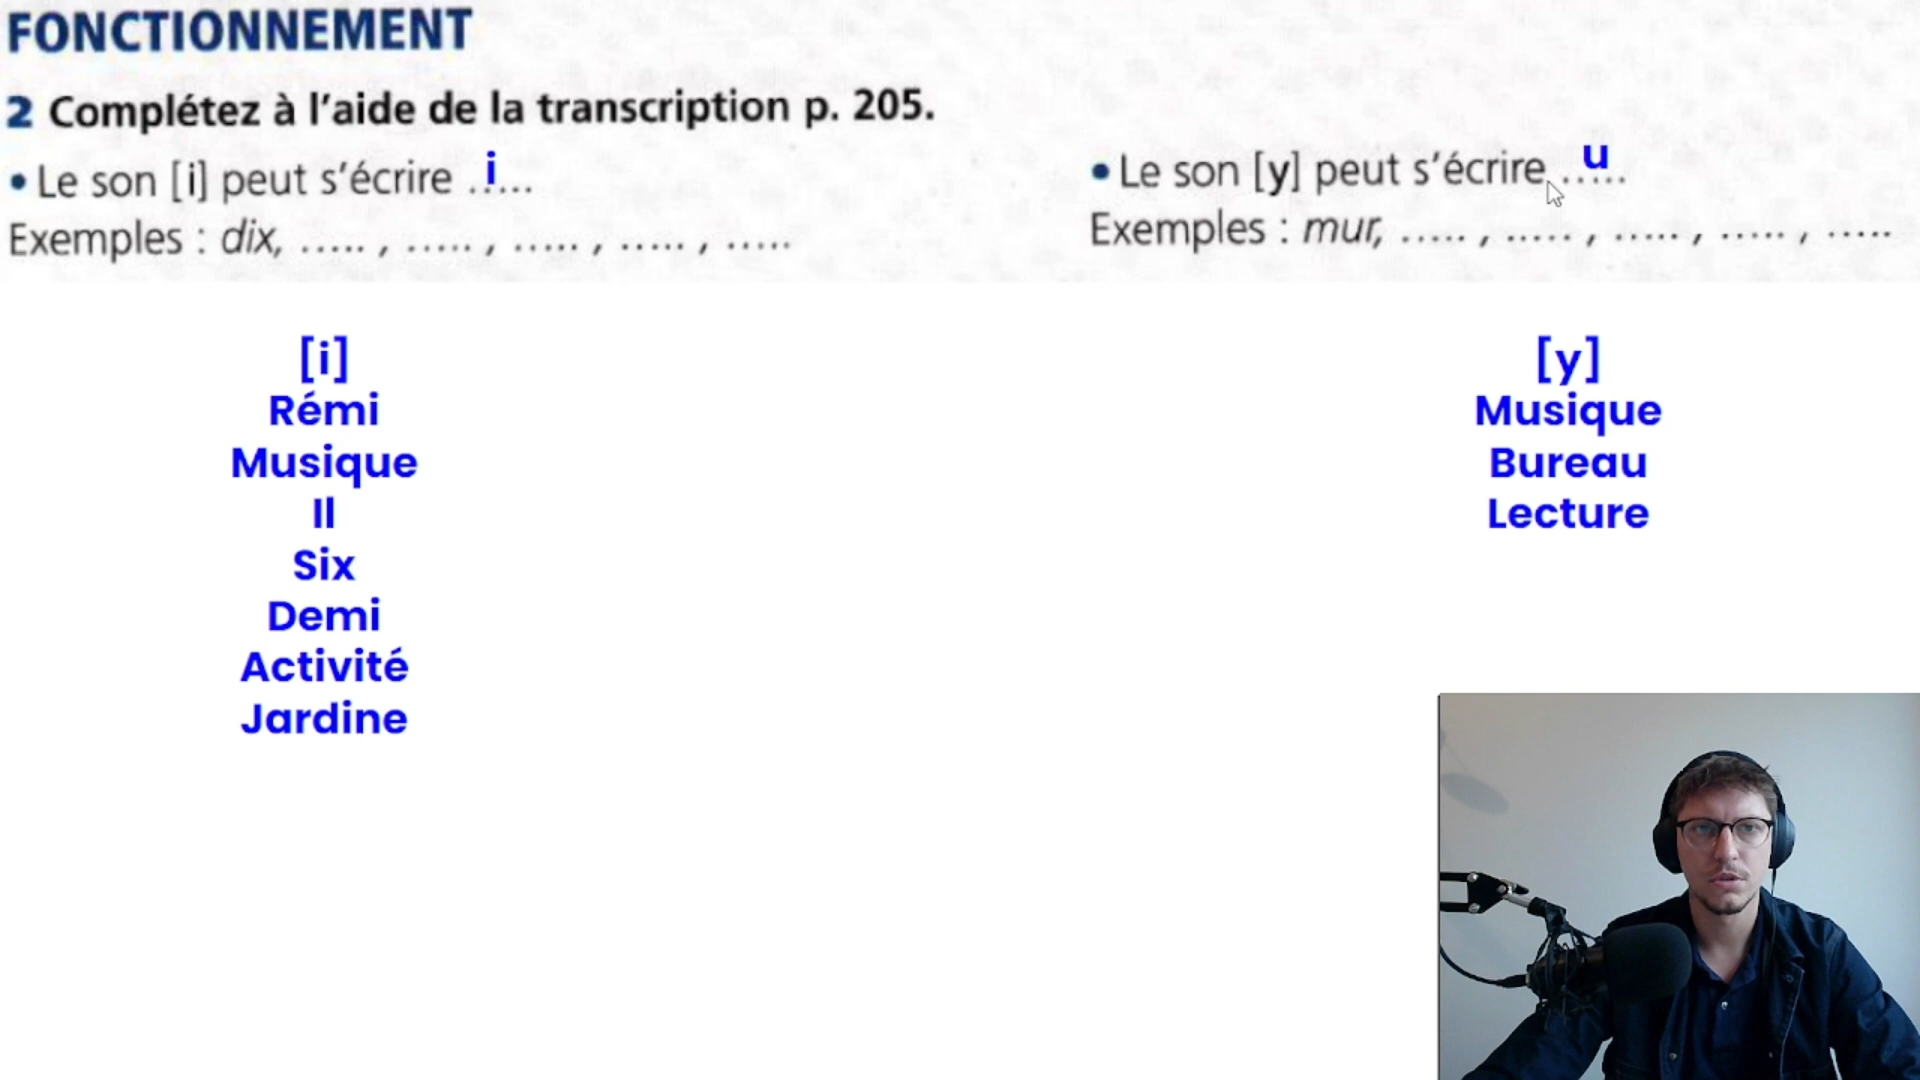 FONCTIONNEMENT
2 Complétez à l'aide de la transcription p. 205.
• Le son [i] peut s'écrire ..i...
Exemples : dix, ..... , ..... , ..... , ..... , .....
• Le son [y] peut s'écrire ..u...
Exemples : mur, ..... , ..... , ..... , ..... , .....
[i]
Rémi
Musique
Il
Six
Demi
Activité
Jardine
[y]
Musique
Bureau
Lecture